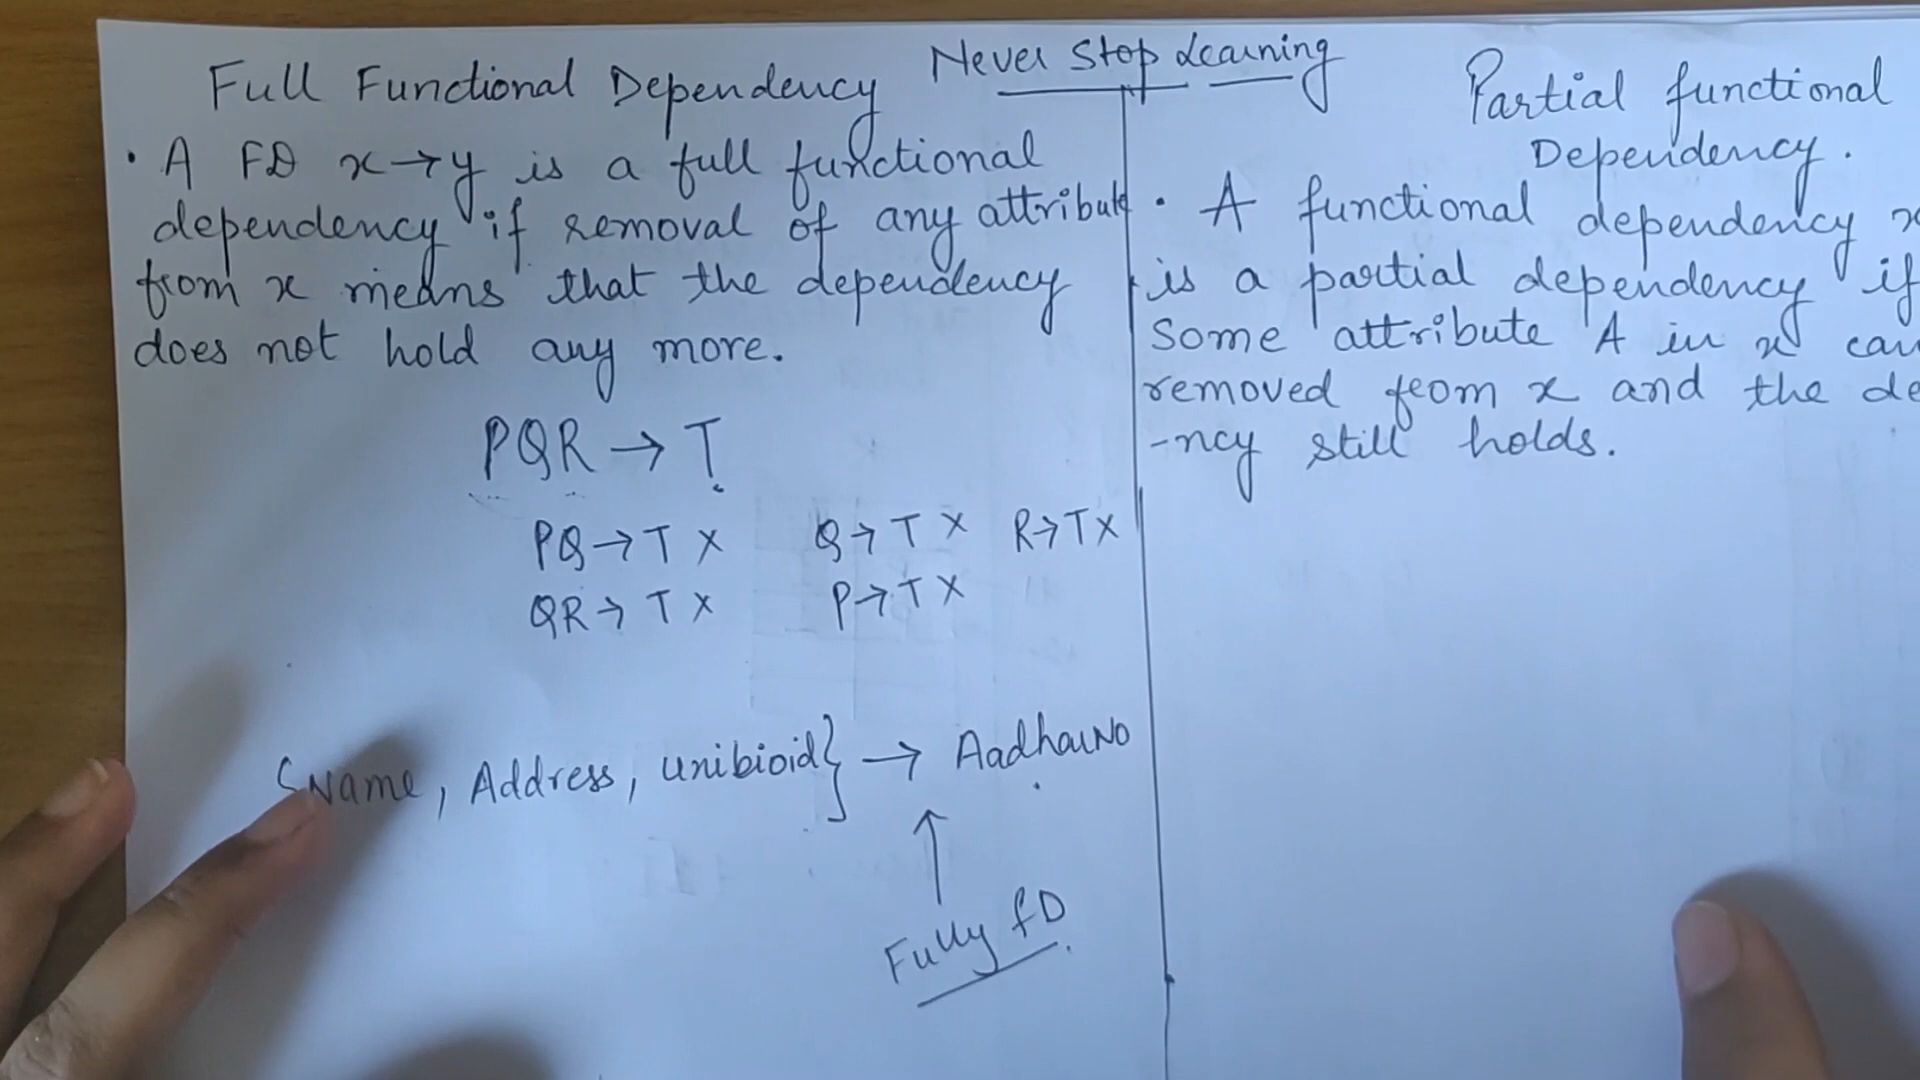 Never Stop Learning
Full Functional Dependency
• A FD x→y is a full functional
dependency if removal of any attribute
from x means that the dependency
does not hold any more.
PQR → T
PQ → T X Q → T X R → T X
QR → T X P → T X
{Name, Address, unibioid} → AadharNo
↑
Fully fD
Partial functional
Dependency.
• A functional dependency x
is a partial dependency if
some attribute A in x can
removed from x and the de
-ncy still holds.